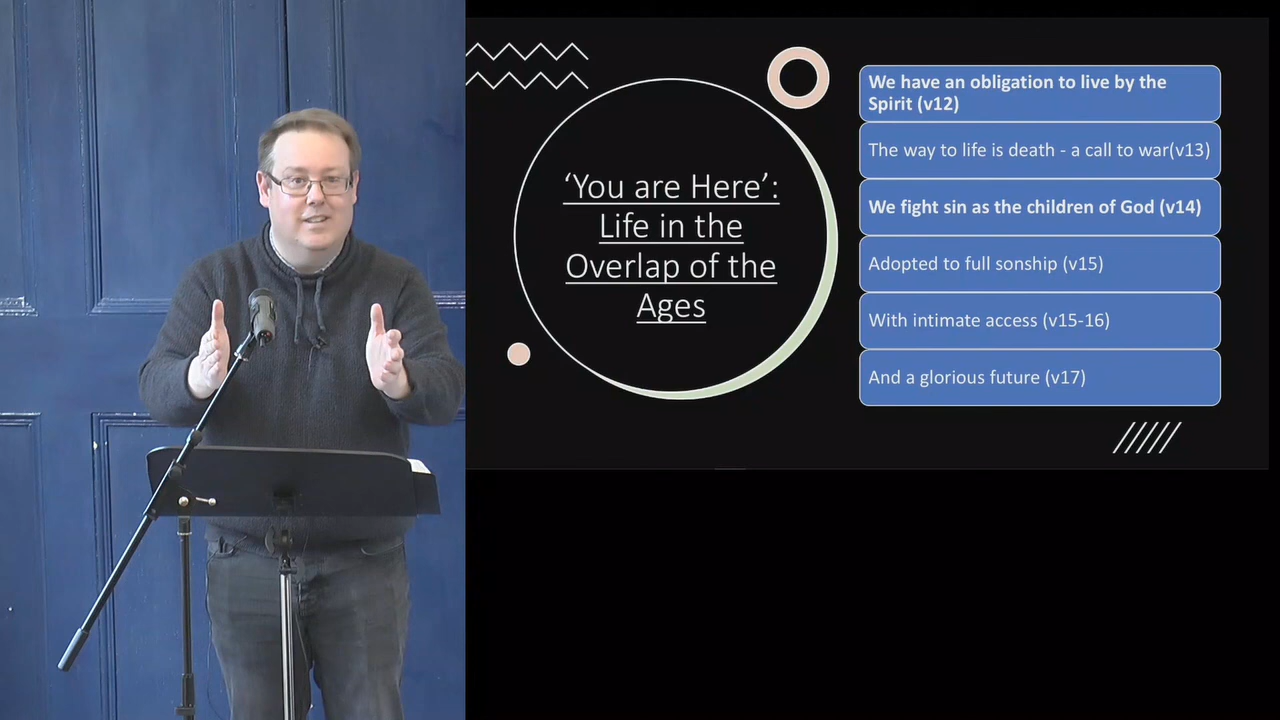 ‘You are Here’:
Life in the
Overlap of the
Ages
We have an obligation to live by the
Spirit (v12)
The way to life is death - a call to war(v13)
We fight sin as the children of God (v14)
Adopted to full sonship (v15)
With intimate access (v15-16)
And a glorious future (v17)